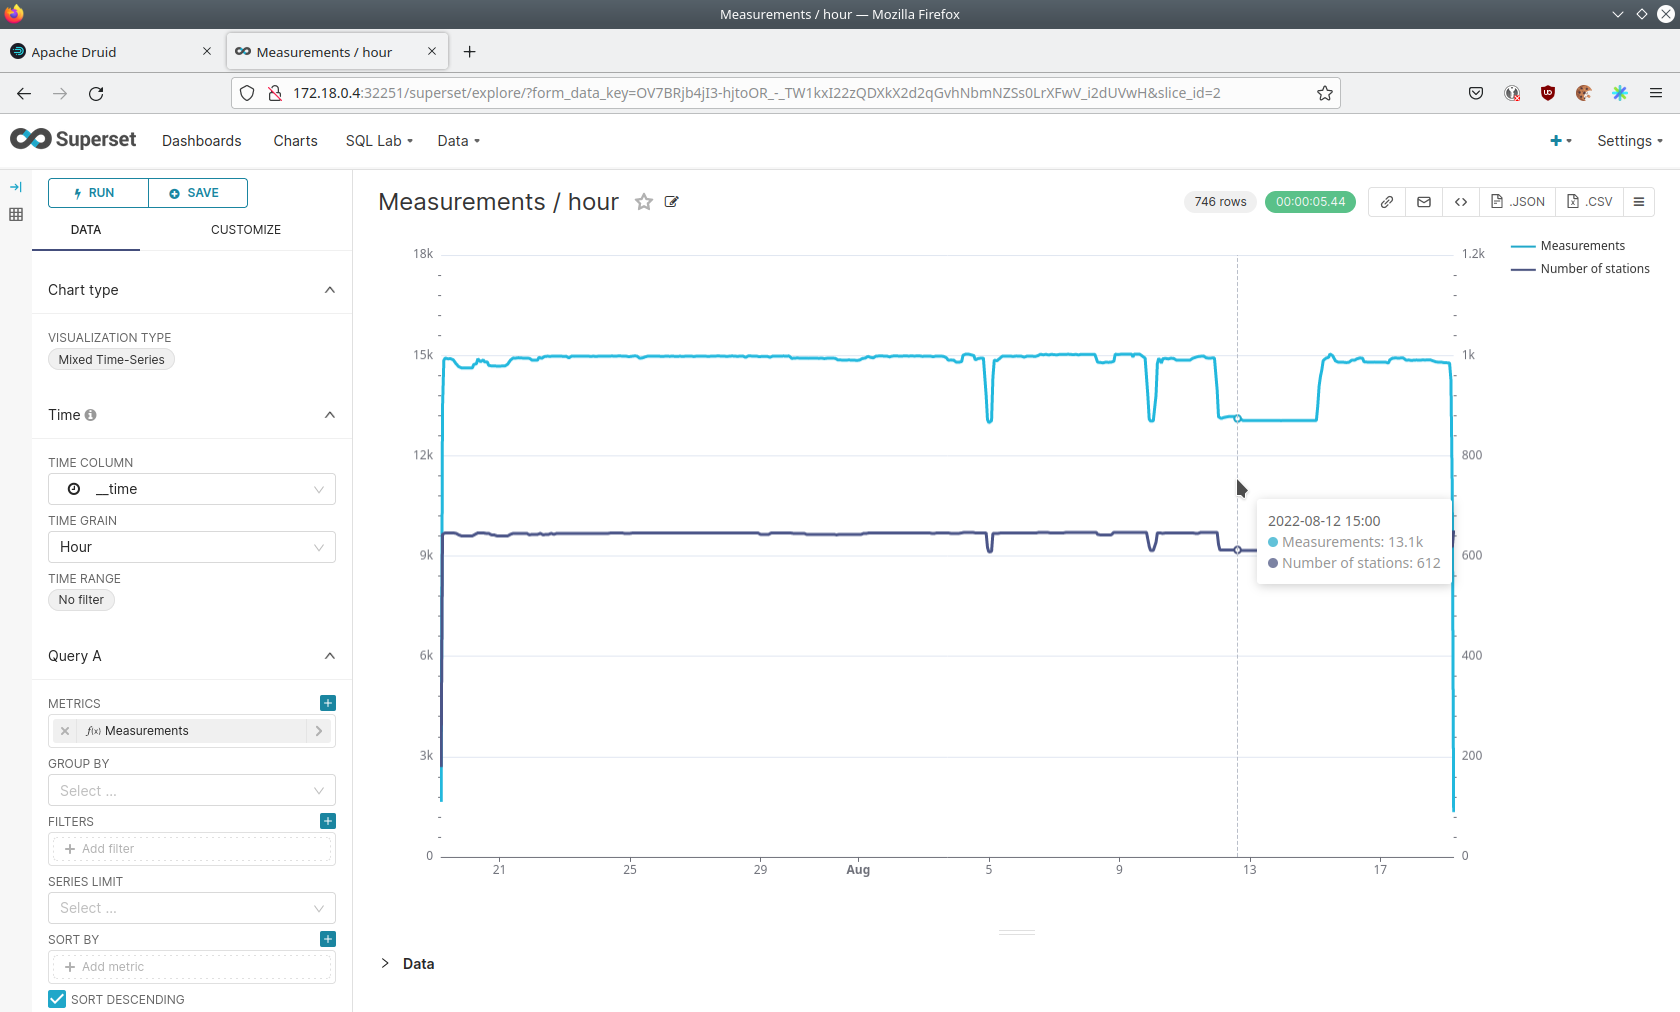 Measurements / hour — Mozilla Firefox
Apache Druid
Measurements / hour
172.18.0.4:32251/superset/explore/?form_data_key=OV7BRjb4jI3-hjtoOR_-_TW1kxI22zQDXkX2d2qGvhNbmNZSs0LrXFwV_i2dUVwH&slice_id=2
Superset
Dashboards
Charts
SQL Lab
Data
Settings
RUN
SAVE
DATA
CUSTOMIZE
Chart type
VISUALIZATION TYPE
Mixed Time-Series
Time
TIME COLUMN
__time
TIME GRAIN
Hour
TIME RANGE
No filter
Query A
METRICS
f(x) Measurements
GROUP BY
Select ...
FILTERS
Add filter
SERIES LIMIT
Select ...
SORT BY
Add metric
SORT DESCENDING
Measurements / hour
746 rows
00:00:05.44
.JSON
.CSV
Measurements
Number of stations
18k
15k
12k
9k
6k
3k
0
1.2k
1k
800
600
400
200
0
2022-08-12 15:00
Measurements: 13.1k
Number of stations: 612
21
25
29
Aug
5
9
13
17
Data